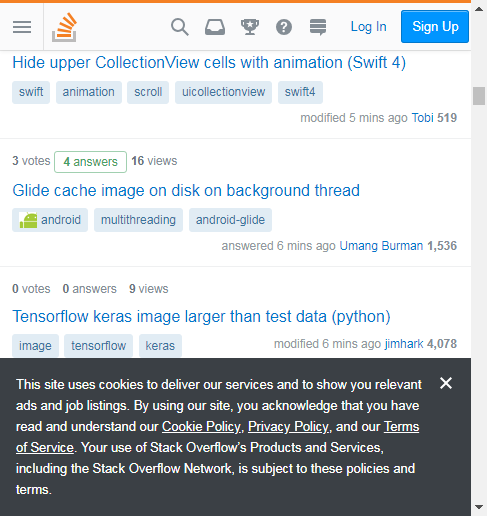 Log In Sign Up
Hide upper CollectionView cells with animation (Swift 4)
swift animation scroll uicollectionview swift4
modified 5 mins ago Tobi 519
3 votes 4 answers 16 views
Glide cache image on disk on background thread
android multithreading android-glide
answered 6 mins ago Umang Burman 1,536
0 votes 0 answers 9 views
Tensorflow keras image larger than test data (python)
image tensorflow keras modified 6 mins ago jimhark 4,078
This site uses cookies to deliver our services and to show you relevant
ads and job listings. By using our site, you acknowledge that you have
read and understand our Cookie Policy, Privacy Policy, and our Terms
of Service. Your use of Stack Overflow's Products and Services,
including the Stack Overflow Network, is subject to these policies and
terms.